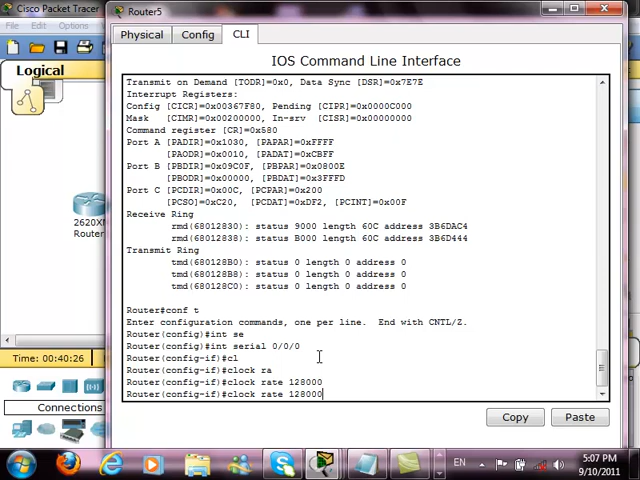 Cisco Packet Tracer
Router5
File Edit Options
Physical Config CLI
Logical
IOS Command Line Interface
Transmit on Demand [TODR]=0x0, Data Sync [DSR]=0x7E7E
Interrupt Registers:
Config [CICR]=0x00367F80, Pending [CIPR]=0x0000C000
Mask [CIMR]=0x00200000, In-srv [CISR]=0x00000000
Command register [CR]=0x580
Port A [PADIR]=0x1030, [PAPAR]=0xFFFF
[PAODR]=0x0010, [PADAT]=0xCBFF
Port B [PBDIR]=0x09C0F, [PBPAR]=0x0800E
[PBODR]=0x00000, [PBDAT]=0x3FFFD
Port C [PCDIR]=0x00C, [PCPAR]=0x200
[PCSO]=0xC20, [PCDAT]=0xDF2, [PCINT]=0x00F
Receive Ring
rmd(68012830): status 9000 length 60C address 3B6DAC4
rmd(68012838): status B000 length 60C address 3B6D444
Transmit Ring
tmd(680128B0): status 0 length 0 address 0
tmd(680128B8): status 0 length 0 address 0
tmd(680128C0): status 0 length 0 address 0
Router#conf t
Enter configuration commands, one per line. End with CNTL/Z.
Router(config)#int se
Router(config)#int serial 0/0/0
Router(config-if)#cl
Router(config-if)#clock ra
Router(config-if)#clock rate 128000
Router(config-if)#clock rate 128000
2620XM
Router
Time: 00:40:26
Connections
Copy Paste
EN
5:07 PM
9/10/2011